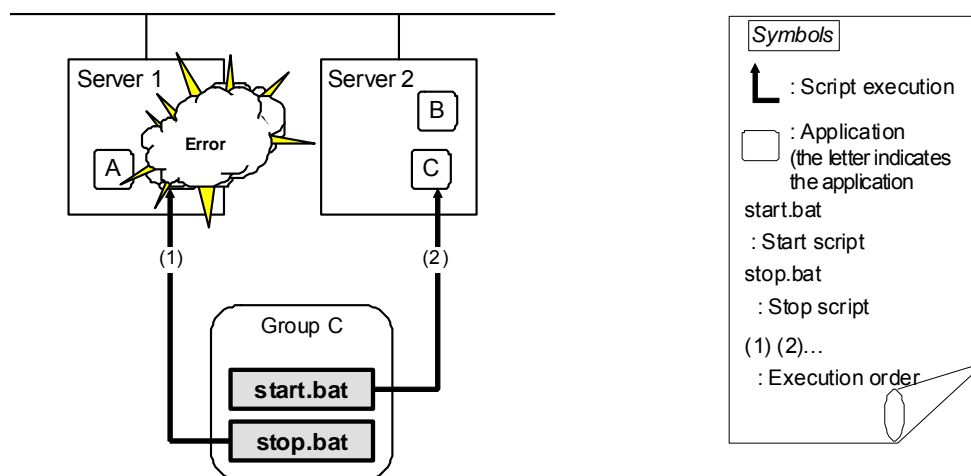 Server 1
Error
A
Server 2
B
C
(1)
(2)
Group C
start.bat
stop.bat
Symbols
: Script execution
: Application
(the letter indicates
the application
start.bat
: Start script
stop.bat
: Stop script
(1) (2)...
: Execution order